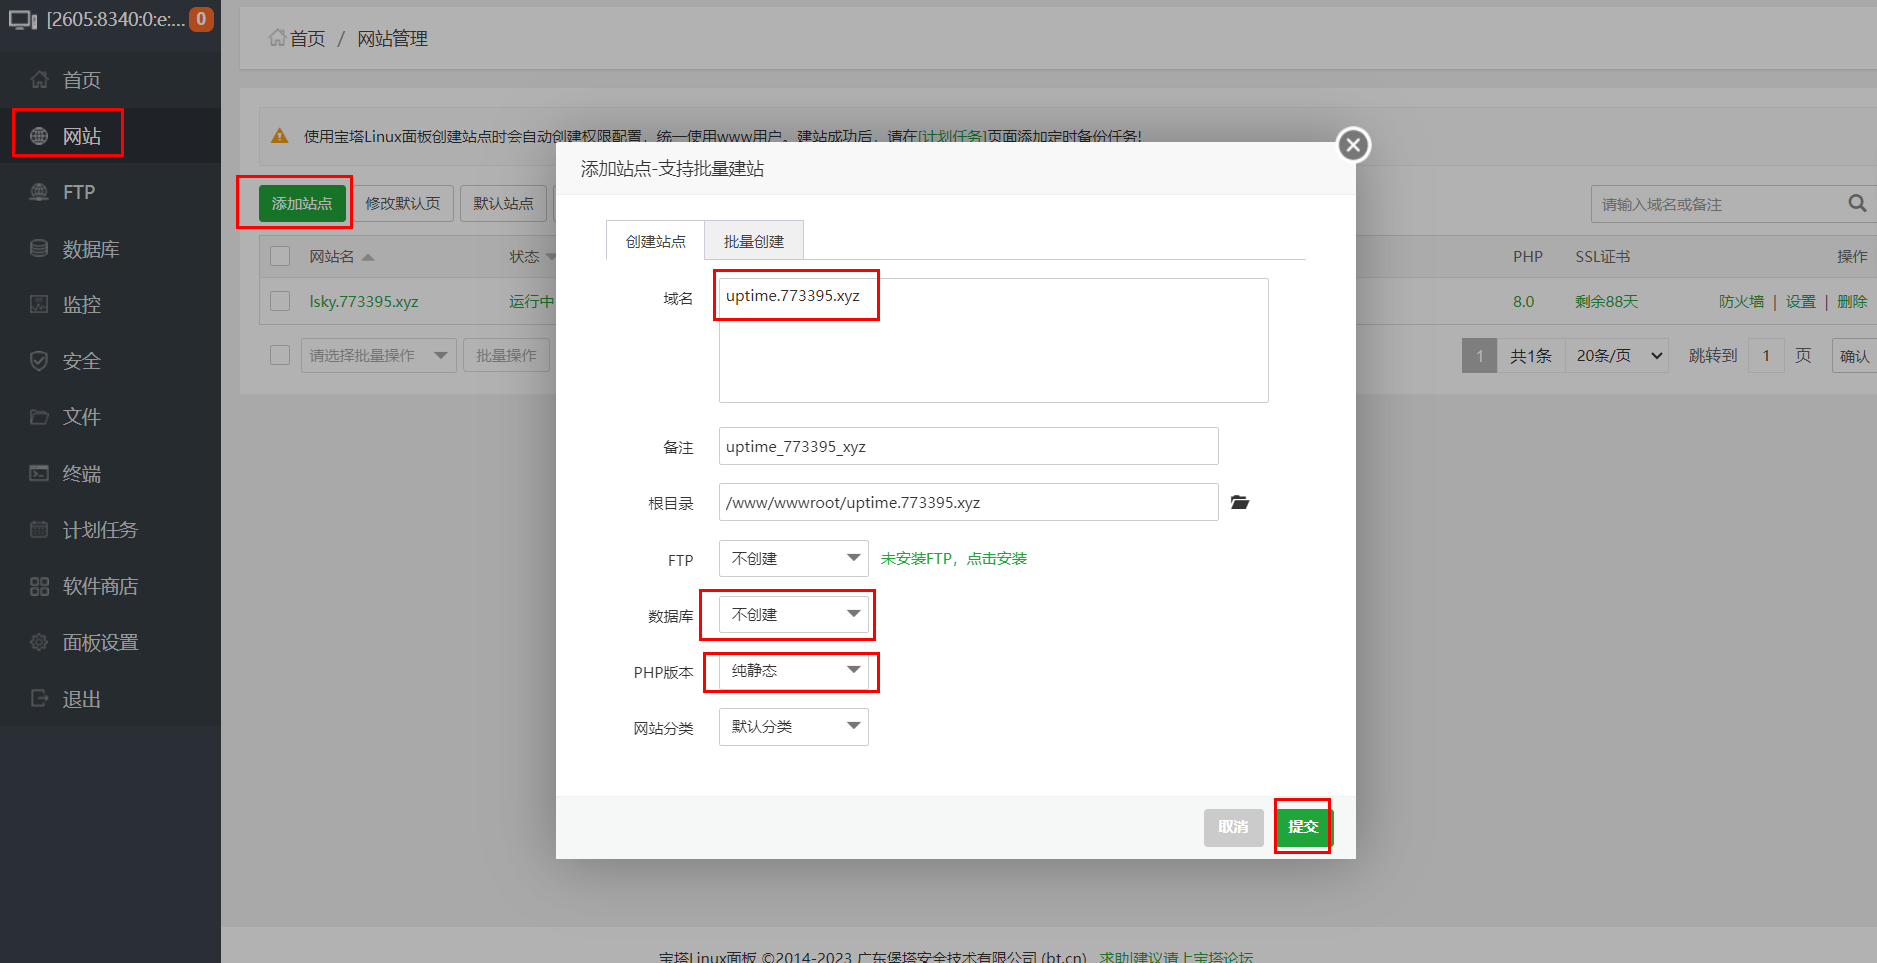 [2605:8340:0:e:... 0
首页
网站
FTP
数据库
监控
安全
文件
终端
计划任务
软件商店
面板设置
退出
首页 / 网站管理
使用宝塔Linux面板创建站点时会自动创建权限配置，统一使用www用户。建站成功后，请在[计划任务]页面添加定时备份任务!
添加站点 修改默认页 默认站点
请输入域名或备注
网站名 状态 PHP SSL证书 操作
lsky.773395.xyz 运行中 8.0 剩余88天 防火墙 | 设置 | 删除
请选择批量操作 批量操作 1 共1条 20条/页 跳转到 1 页 确认
添加站点-支持批量建站
创建站点 批量创建
域名 uptime.773395.xyz
备注 uptime_773395_xyz
根目录 /www/wwwroot/uptime.773395.xyz
FTP 不创建 未安装FTP，点击安装
数据库 不创建
PHP版本 纯静态
网站分类 默认分类
取消 提交
宝塔Linux面板 ©2014-2023 广东堡塔安全技术有限公司 (bt.cn) 求助|建议请上宝塔论坛